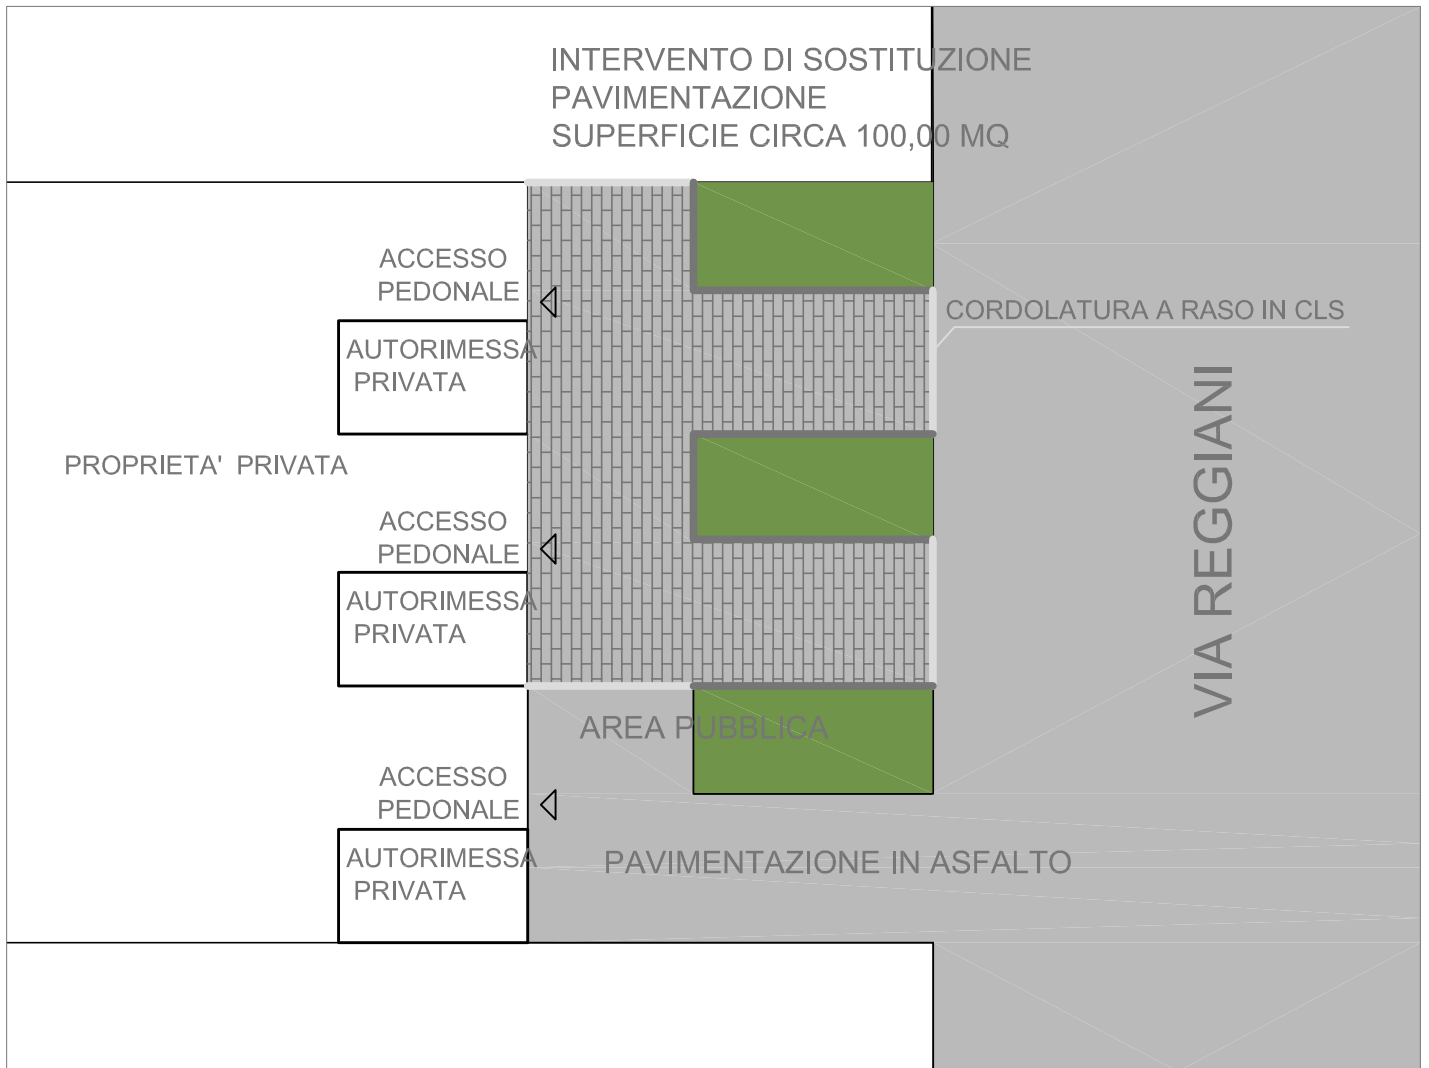 INTERVENTO DI SOSTITUZIONE
PAVIMENTAZIONE
SUPERFICIE CIRCA 100,00 MQ
ACCESSO
PEDONALE
CORDOLATURA A RASO IN CLS
AUTORIMESSA
PRIVATA
PROPRIETA' PRIVATA
VIA REGGIANI
ACCESSO
PEDONALE
AUTORIMESSA
PRIVATA
AREA PUBBLICA
ACCESSO
PEDONALE
AUTORIMESSA
PRIVATA
PAVIMENTAZIONE IN ASFALTO